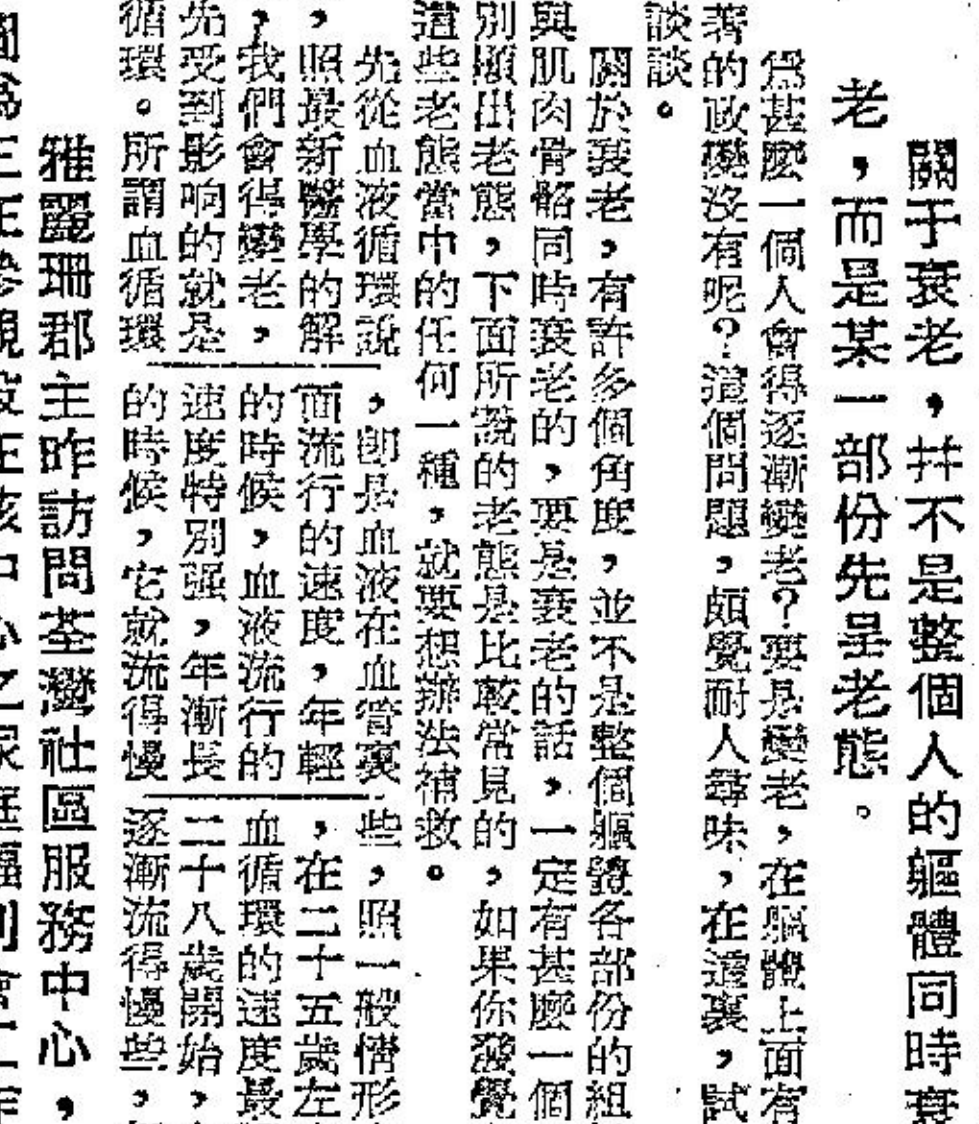 關于衰老，幷不是整個人的軀體同時衰
老，而是某一部份先呈老態。
爲甚麽一個人會得逐漸變老？要是變老，在軀體上面有
著的改變沒有呢？這個問題，頗覺耐人尋味，在這裏，試
談談。
關於衰老，有許多個角度，並不是整個軀體各部份的組
與肌肉骨骼同時衰老的，要是衰老的話，一定有甚麽一個
別顯出老態，下面所說的老態是比較常見的，如果你發覺
這些老態當中的任何一種，就要想辦法補救。
先從血液循環說
，照最新醫學的解
，我們會得變老，
先受到影响的就是
循環。所謂血循環
，卽是血液在血管裏
面流行的速度，年輕
的時候，血液流行的
速度特別强，年漸長
的時候，它就流得慢
些，照一般情形
，在二十五歲左
血循環的速度最
二十八歲開始，
逐漸流得慢些，
雅麗珊郡主昨訪問荃灣社區服務中心，